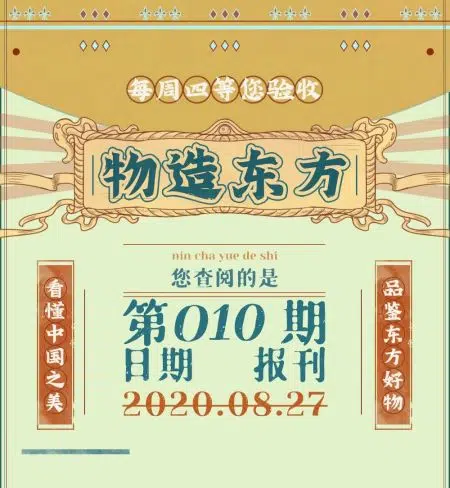 每周四等您验收
物造东方
nin cha yue de shi
您查阅的是
第010期
日期 报刊
2020.08.27
看懂中国之美
品鉴东方好物